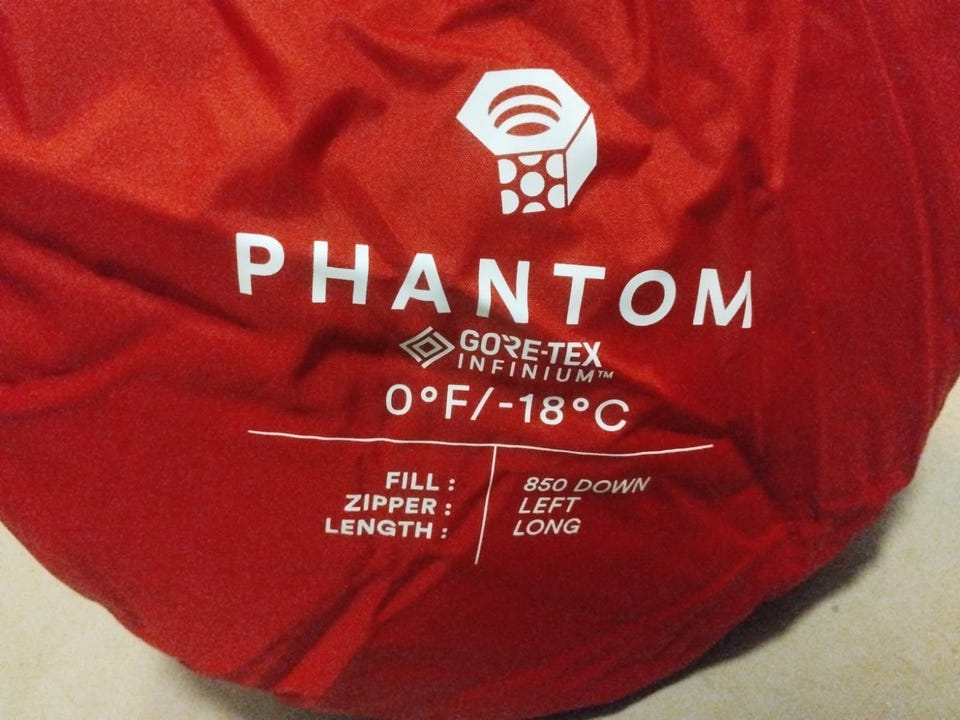 PHANTOM
GORE-TEX
INFINIUM™
0°F/-18°C
FILL : 850 DOWN
ZIPPER : LEFT
LENGTH : LONG